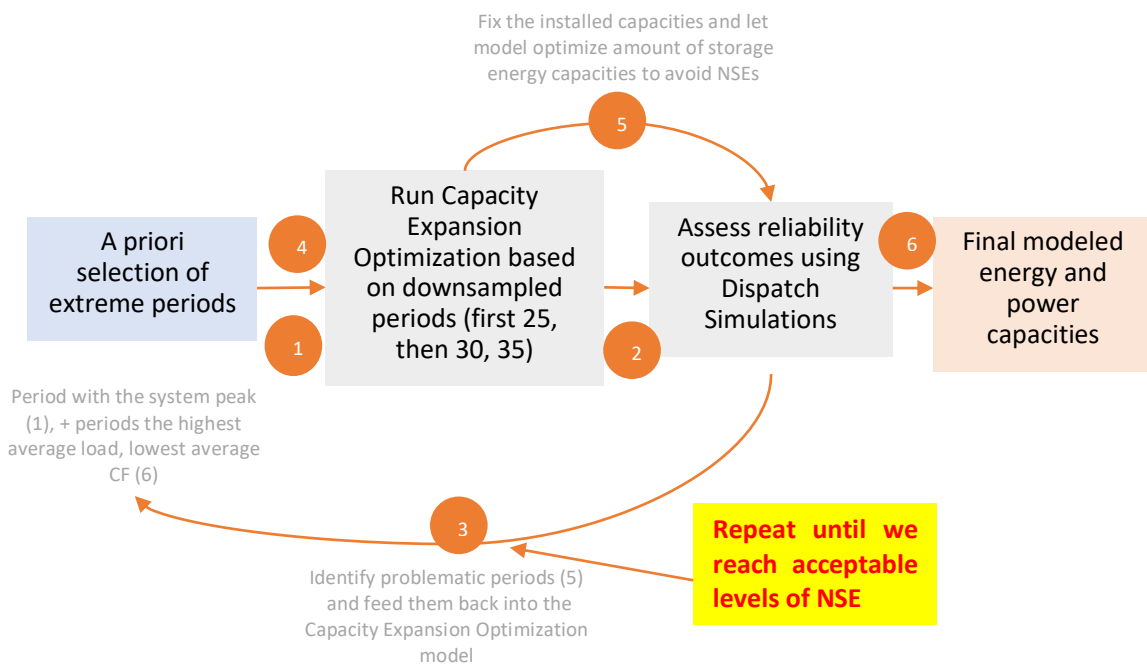 Fix the installed capacities and let
model optimize amount of storage
energy capacities to avoid NSEs
5
A priori
selection of
extreme periods
4
1
Run Capacity
Expansion
Optimization based
on downsampled
periods (first 25,
then 30, 35)
2
Assess reliability
outcomes using
Dispatch
Simulations
6
Final modeled
energy and
power
capacities
Period with the system peak
(1), + periods the highest
average load, lowest average
CF (6)
3
Identify problematic periods (5)
and feed them back into the
Capacity Expansion Optimization
model
Repeat until we
reach acceptable
levels of NSE